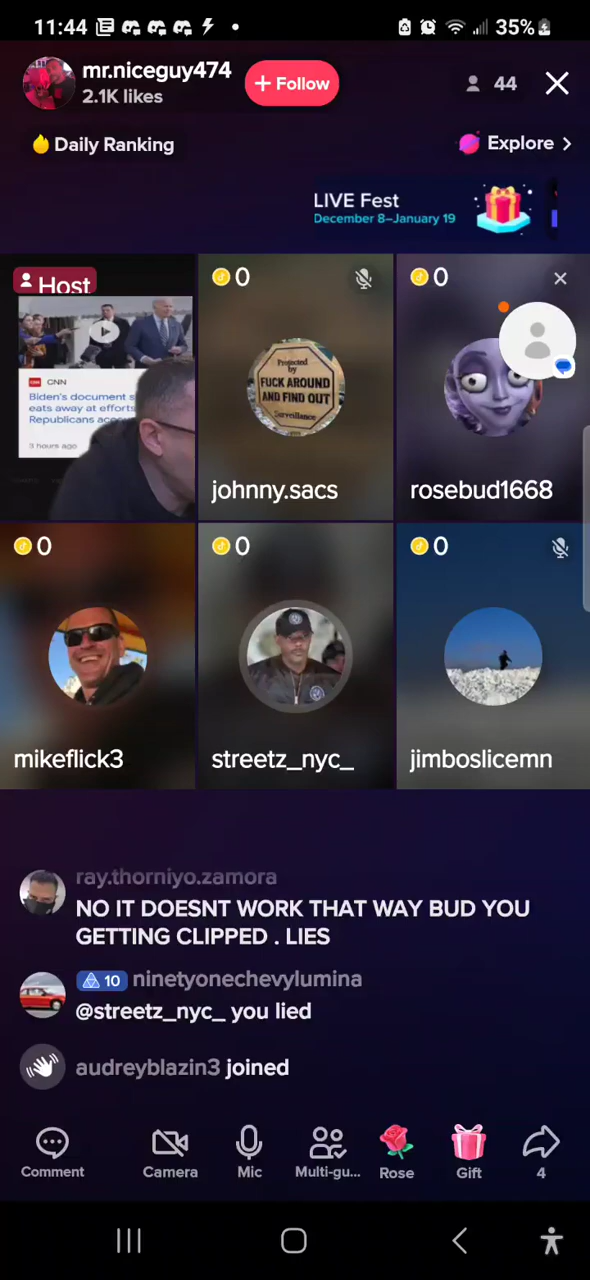 11:44
35%
mr.niceguy474
2.1K likes
+ Follow
44
Daily Ranking
Explore >
LIVE Fest
December 8–January 19
Host
CNN
Biden's document s
eats away at efforts
Republicans acc
3 hours ago
0
Protected
by
FUCK AROUND
AND FIND OUT
Surveillance
johnny.sacs
0
rosebud1668
0
mikeflick3
0
streetz_nyc_
0
jimboslicemn
ray.thorniyo.zamora
NO IT DOESNT WORK THAT WAY BUD YOU
GETTING CLIPPED . LIES
10 ninetyonechevylumina
@streetz_nyc_ you lied
audreyblazin3 joined
Comment
Camera
Mic
Multi-gu...
Rose
Gift
4